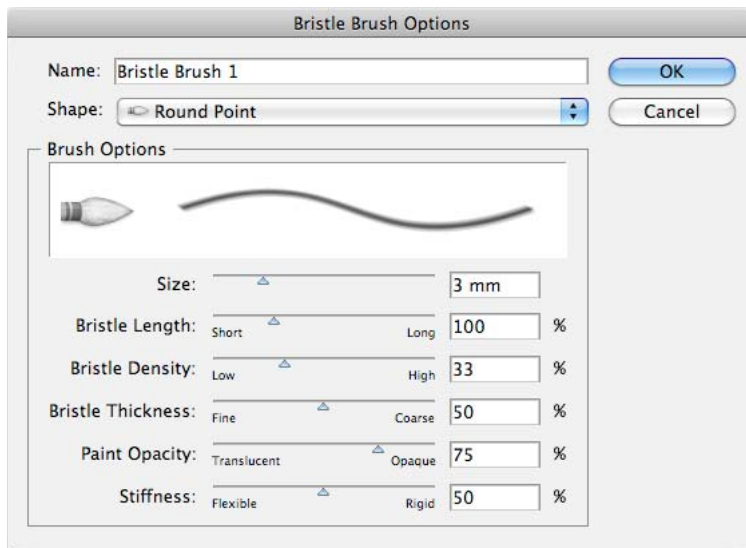 Bristle Brush Options
Name: Bristle Brush 1 OK
Shape: Round Point Cancel
Brush Options
Size: 3 mm
Bristle Length: Short Long 100 %
Bristle Density: Low High 33 %
Bristle Thickness: Fine Coarse 50 %
Paint Opacity: Translucent Opaque 75 %
Stiffness: Flexible Rigid 50 %